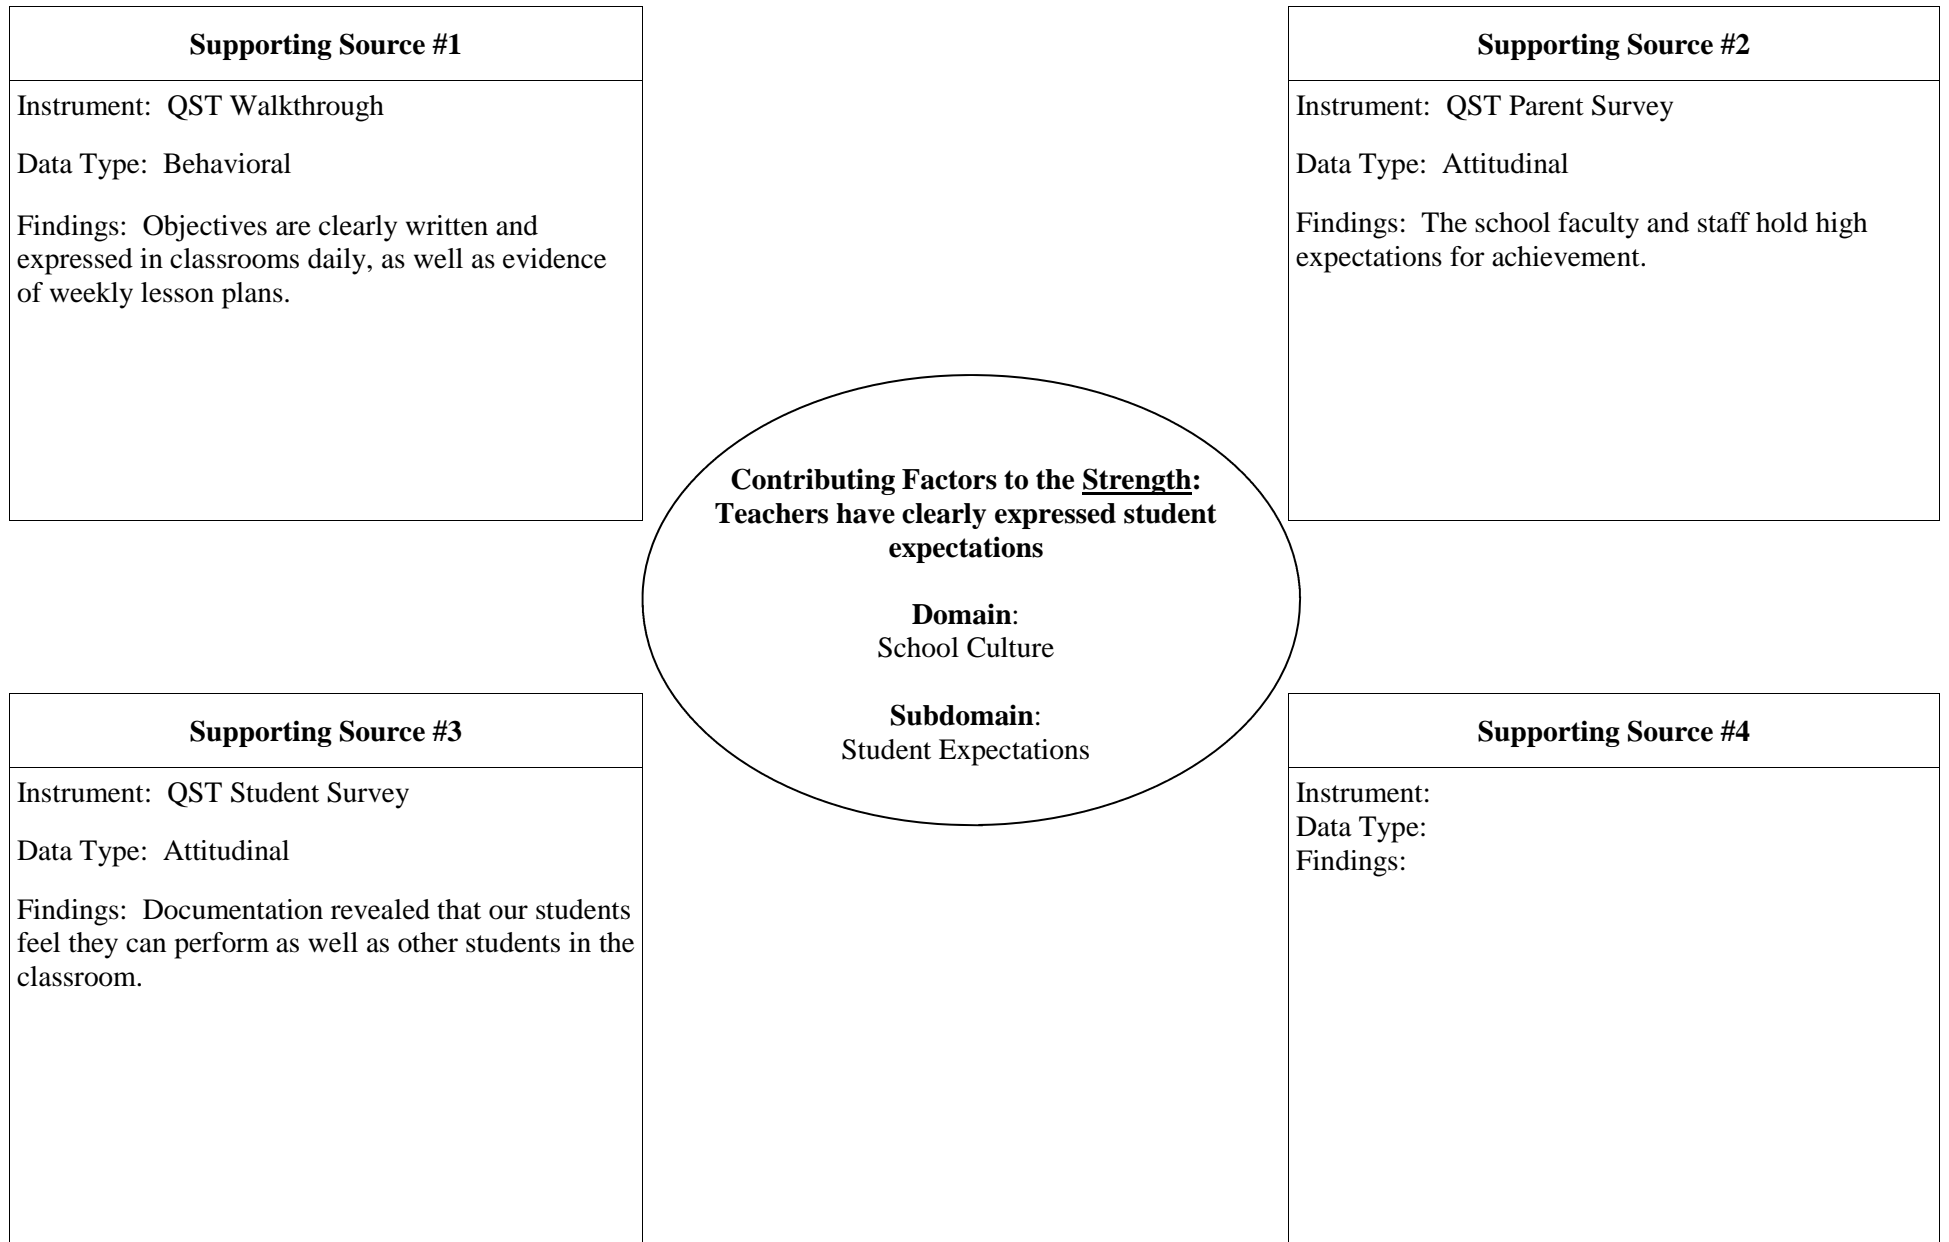 Supporting Source #1
Instrument: QST Walkthrough
Data Type: Behavioral
Findings: Objectives are clearly written and
expressed in classrooms daily, as well as evidence
of weekly lesson plans.
Supporting Source #2
Instrument: QST Parent Survey
Data Type: Attitudinal
Findings: The school faculty and staff hold high
expectations for achievement.
Contributing Factors to the Strength:
Teachers have clearly expressed student
expectations
Domain:
School Culture
Subdomain:
Student Expectations
Supporting Source #3
Instrument: QST Student Survey
Data Type: Attitudinal
Findings: Documentation revealed that our students
feel they can perform as well as other students in the
classroom.
Supporting Source #4
Instrument:
Data Type:
Findings: